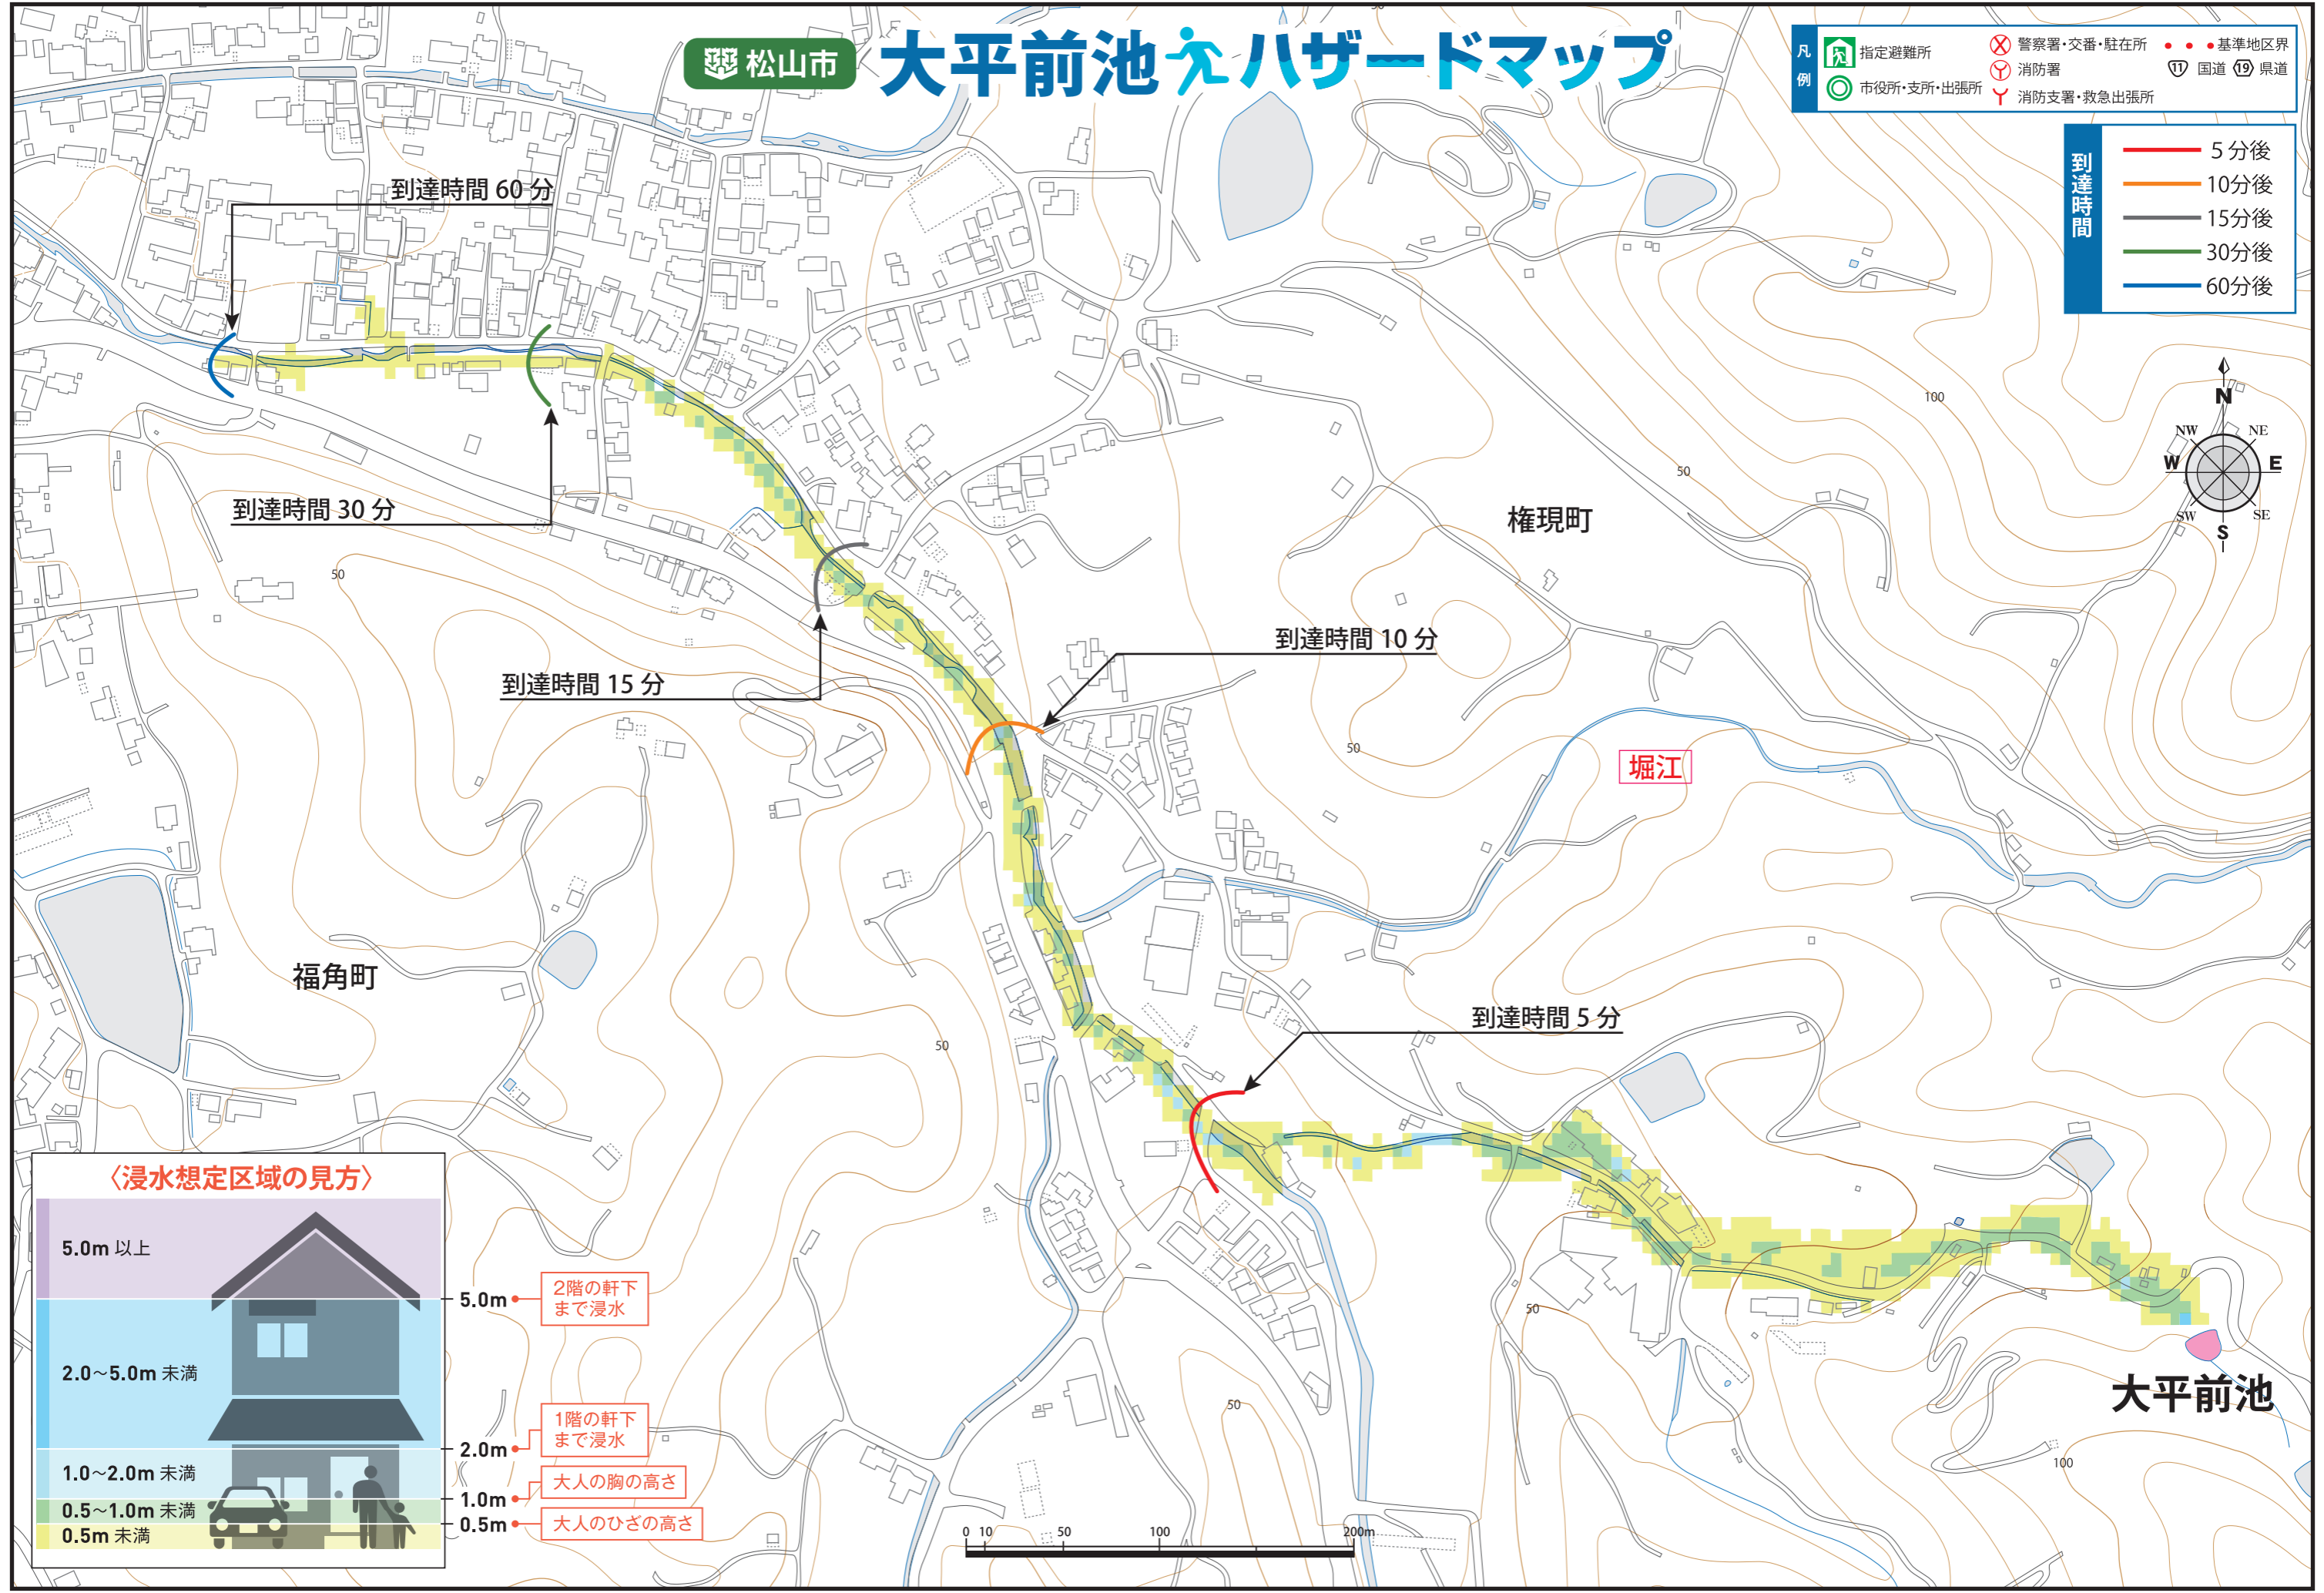 松山市
大平前池ハザードマップ
凡例
指定避難所
市役所・支所・出張所
警察署・交番・駐在所
消防署
消防支署・救急出張所
基準地区界
11 国道 19 県道
到達時間
5分後
10分後
15分後
30分後
60分後
到達時間 60 分
到達時間 30 分
到達時間 15 分
到達時間 10 分
到達時間 5 分
権現町
堀江
福角町
大平前池
N
NE
E
SE
S
SW
W
NW
50
100
50
50
50
50
50
50
100
〈浸水想定区域の見方〉
5.0m 以上
2.0〜5.0m 未満
1.0〜2.0m 未満
0.5〜1.0m 未満
0.5m 未満
5.0m
2階の軒下
まで浸水
2.0m
1階の軒下
まで浸水
1.0m
大人の胸の高さ
0.5m
大人のひざの高さ
0 10 50 100 200m